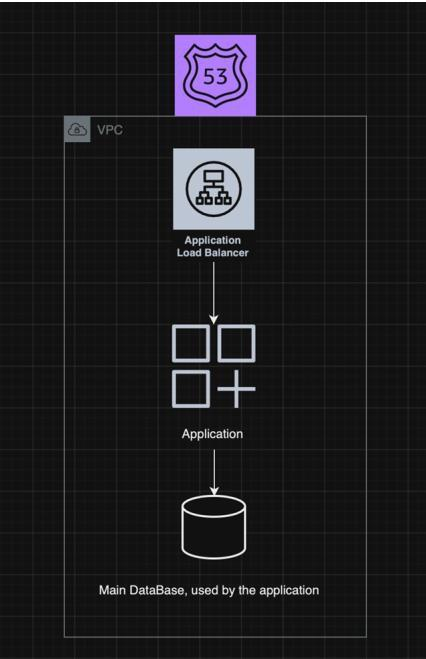 53
VPC
Application
Load Balancer
Application
Main DataBase, used by the application